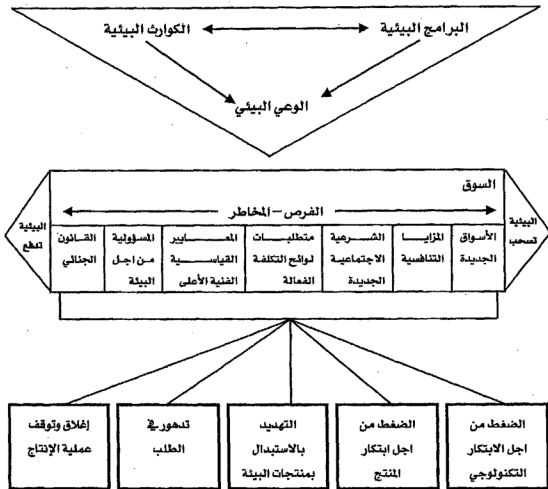 البرامج البيئية
الكوارث البيئية
الوعي البيئي
السوق
الفرص – المخاطر
البيئية
تسحب
الأسواق
الجديدة
المزايا
التنافسية
الشرعية
الاجتماعية
الجديدة
متطلبات
لوائح التكلفة
الفعالة
المعايير
القياسية
الفنية الأعلى
المسؤولية
من اجل
البيئة
القانون
الجنائي
البيئية
تدفع
الضغط من
اجل الابتكار
التكنولوجي
الضغط من
اجل ابتكار
المنتج
التهديد
بالاستبدال
بمنتجات البيئة
تدهور في
الطلب
إغلاق وتوقف
عملية الإنتاج